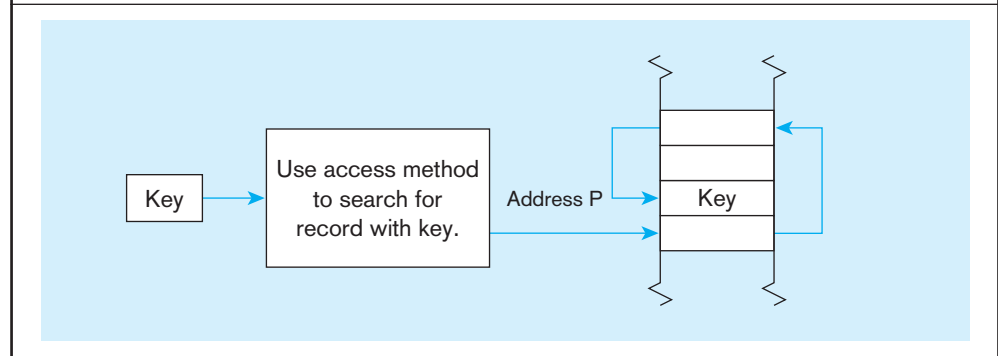 Key
Use access method
to search for
record with key.
Address P
Key